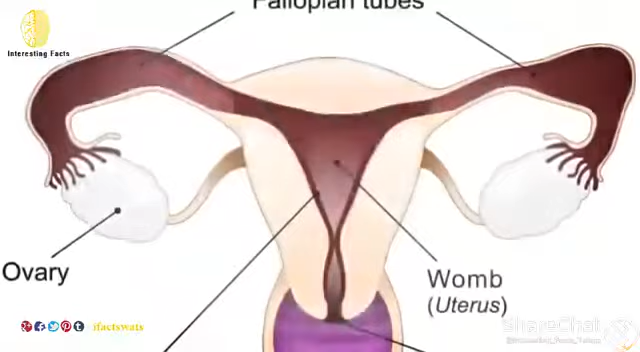 Fallopian tubes
Interesting Facts
Ovary
Womb
(Uterus)
ifactswats
ShareChat